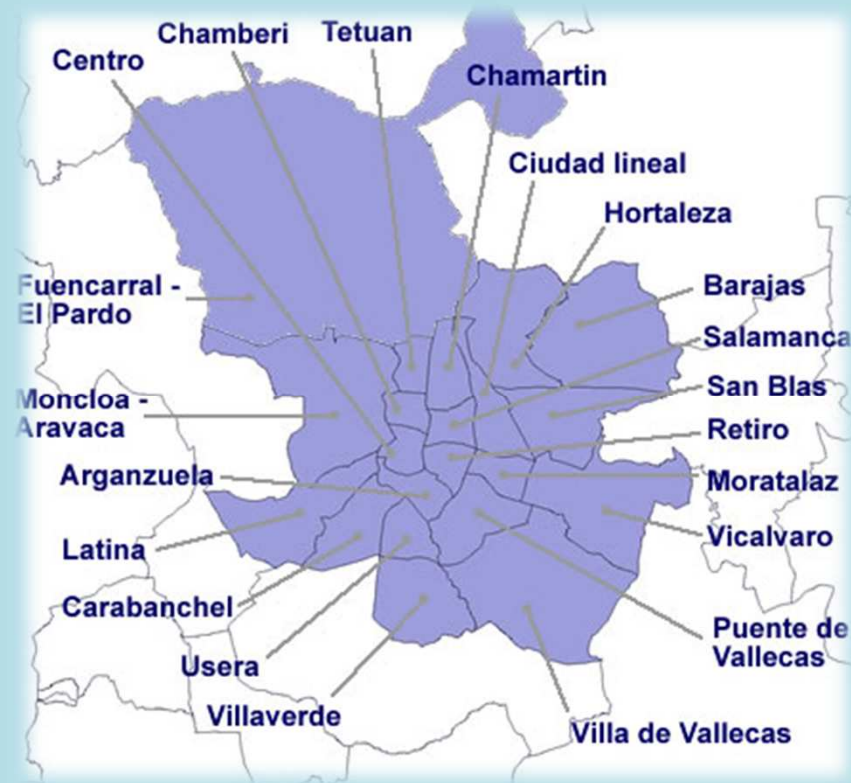 Chamberi
Tetuan
Centro
Chamartin
Ciudad lineal
Hortaleza
Fuencarral -
El Pardo
Barajas
Salamanca
San Blas
Moncloa -
Aravaca
Retiro
Arganzuela
Moratalaz
Vicalvaro
Latina
Carabanchel
Puente de
Vallecas
Usera
Villaverde
Villa de Vallecas